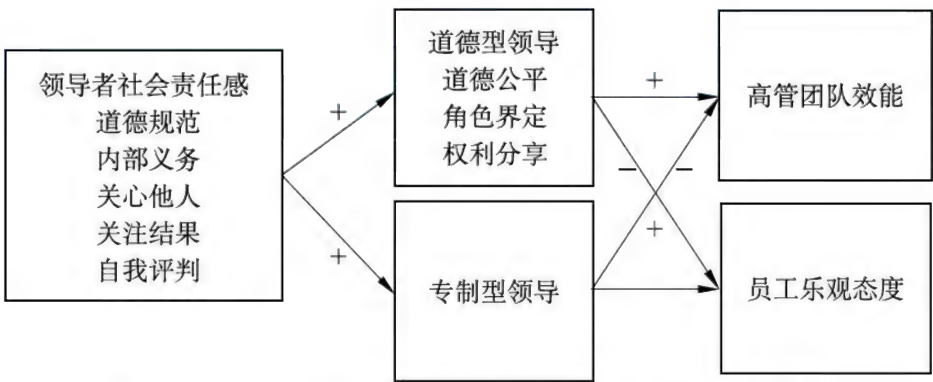 领导者社会责任感
道德规范
内部义务
关心他人
关注结果
自我评判
+
+
道德型领导
道德公平
角色界定
权利分享
专制型领导
+
−
−
+
高管团队效能
员工乐观态度